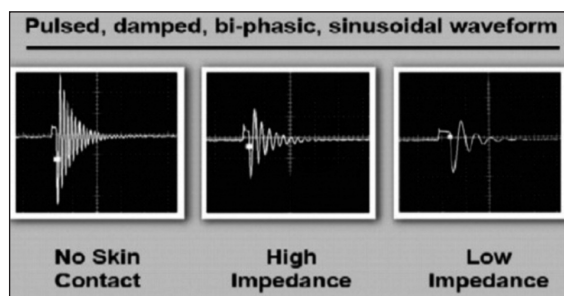 Pulsed, damped, bi-phasic, sinusoidal waveform
No Skin
Contact
High
Impedance
Low
Impedance